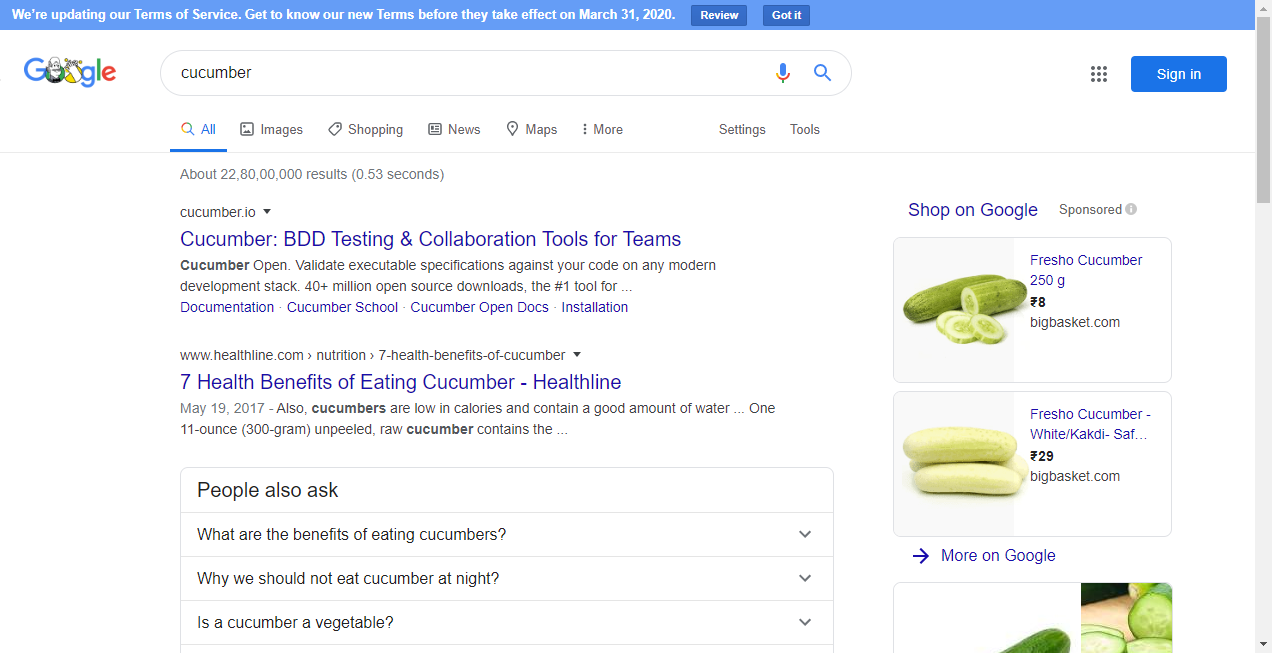 We're updating our Terms of Service. Get to know our new Terms before they take effect on March 31, 2020. Review Got it
Google
cucumber
Sign in
All Images Shopping News Maps More Settings Tools
About 22,80,00,000 results (0.53 seconds)
cucumber.io
Cucumber: BDD Testing & Collaboration Tools for Teams
Cucumber Open. Validate executable specifications against your code on any modern
development stack. 40+ million open source downloads, the #1 tool for ...
Documentation · Cucumber School · Cucumber Open Docs · Installation
www.healthline.com › nutrition › 7-health-benefits-of-cucumber
7 Health Benefits of Eating Cucumber - Healthline
May 19, 2017 - Also, cucumbers are low in calories and contain a good amount of water ... One
11-ounce (300-gram) unpeeled, raw cucumber contains the ...
People also ask
What are the benefits of eating cucumbers?
Why we should not eat cucumber at night?
Is a cucumber a vegetable?
Shop on Google Sponsored
Fresho Cucumber
250 g
₹8
bigbasket.com
Fresho Cucumber -
White/Kakdi- Saf...
₹29
bigbasket.com
More on Google